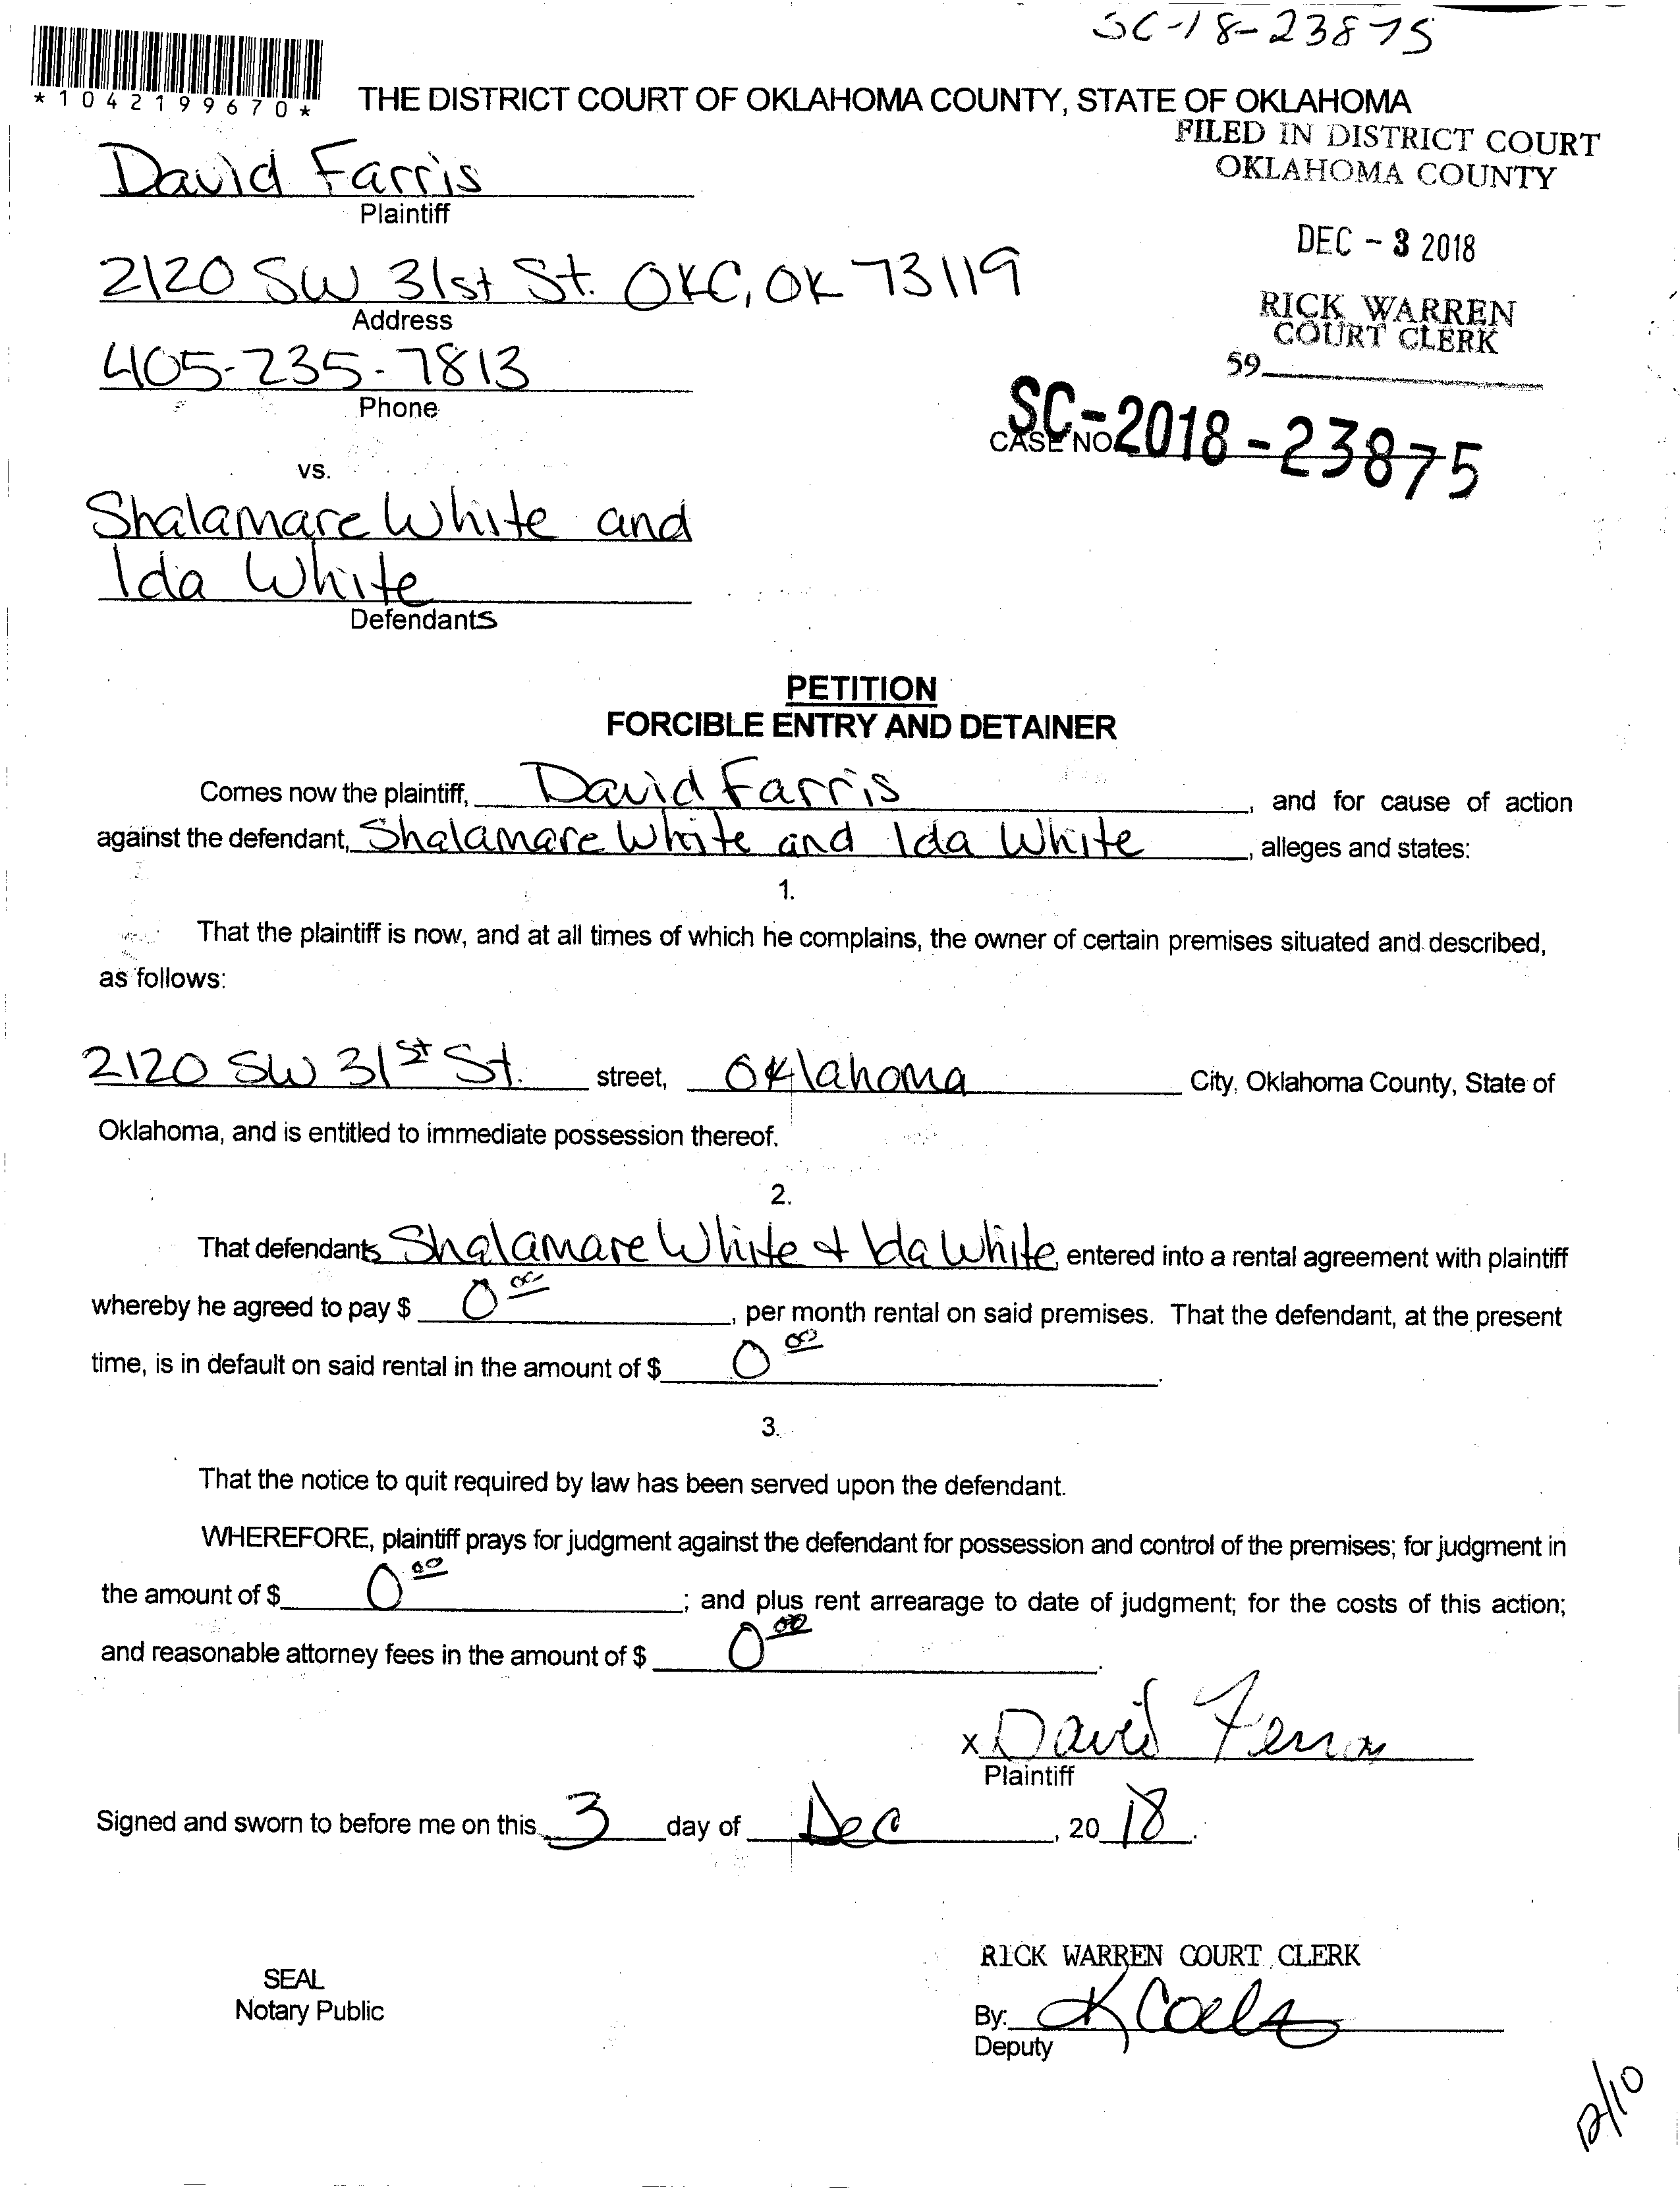 SC-18-23875
*1042199670*
THE DISTRICT COURT OF OKLAHOMA COUNTY, STATE OF OKLAHOMA
FILED IN DISTRICT COURT
OKLAHOMA COUNTY
David Farris
Plaintiff
DEC - 3 2018
2120 SW 31st St. OKC, OK 73119
Address
RICK WARREN
COURT CLERK
405-235-7813
Phone
59
SC-2018-23875
CASE NO
vs.
Shalamare White and
Ida White
Defendants
PETITION
FORCIBLE ENTRY AND DETAINER
Comes now the plaintiff, David Farris, and for cause of action
against the defendant, Shalamare White and Ida White, alleges and states:
1.
That the plaintiff is now, and at all times of which he complains, the owner of certain premises situated and described,
as follows:
2120 SW 31st St. street, Oklahoma City, Oklahoma County, State of
Oklahoma, and is entitled to immediate possession thereof.
2.
That defendants Shalamare White & Ida White, entered into a rental agreement with plaintiff
whereby he agreed to pay $ 0 00, per month rental on said premises. That the defendant, at the present
time, is in default on said rental in the amount of $ 0 00.
3.
That the notice to quit required by law has been served upon the defendant.
WHEREFORE, plaintiff prays for judgment against the defendant for possession and control of the premises; for judgment in
the amount of $ 0 00; and plus rent arrearage to date of judgment; for the costs of this action;
and reasonable attorney fees in the amount of $ 0 00.
x David Ferris
Plaintiff
Signed and sworn to before me on this 3 day of Dec, 2018.
RICK WARREN COURT CLERK
SEAL
Notary Public
By:
Deputy
12/10